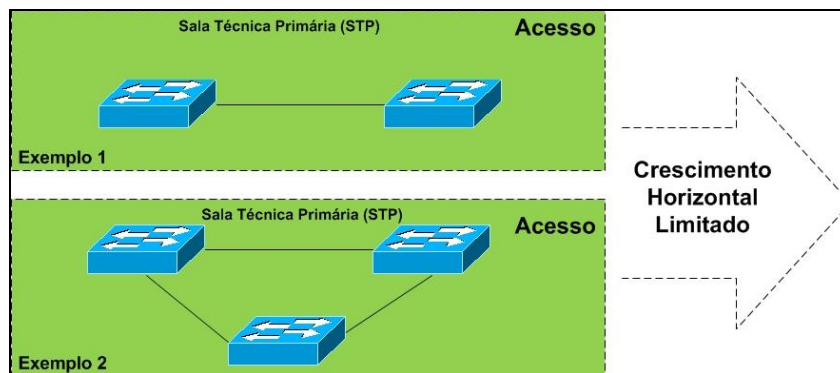 Sala Técnica Primária (STP)
Acesso
Exemplo 1
Sala Técnica Primária (STP)
Acesso
Exemplo 2
Crescimento
Horizontal
Limitado